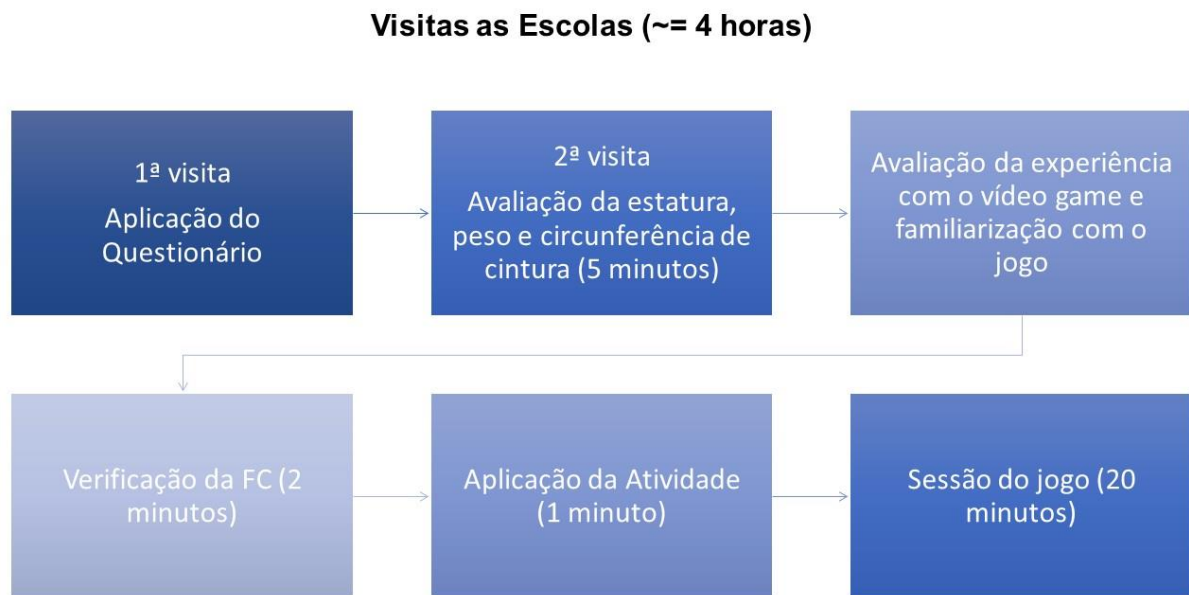 Visitas as Escolas (~= 4 horas)
1ª visita
Aplicação do
Questionário
2ª visita
Avaliação da estatura,
peso e circunferência de
cintura (5 minutos)
Avaliação da experiência
com o vídeo game e
familiarização com o
jogo
Verificação da FC (2
minutos)
Aplicação da Atividade
(1 minuto)
Sessão do jogo (20
minutos)